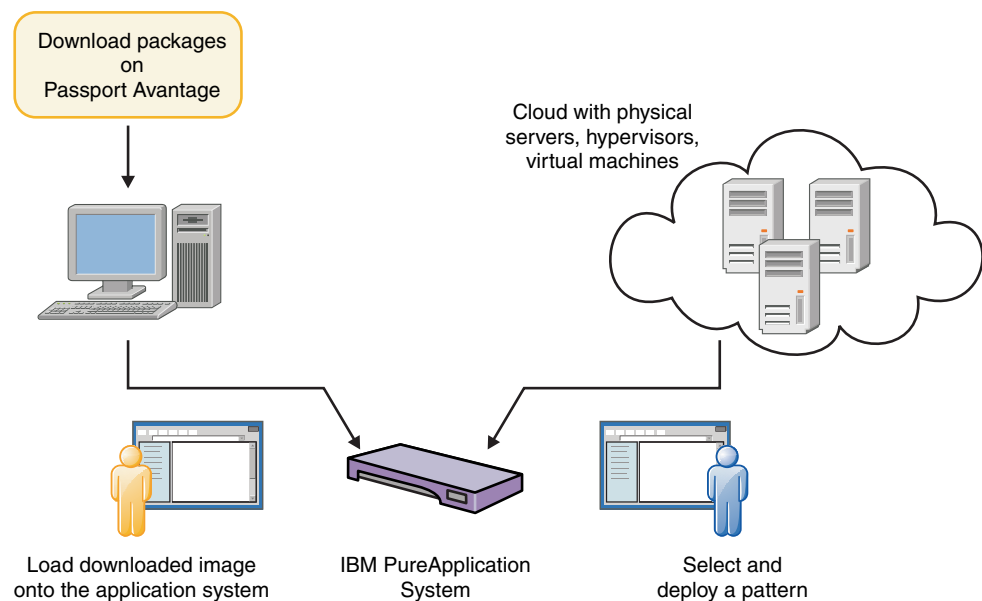 Download packages
on
Passport Avantage
Cloud with physical
servers, hypervisors,
virtual machines
Load downloaded image
onto the application system
IBM PureApplication
System
Select and
deploy a pattern